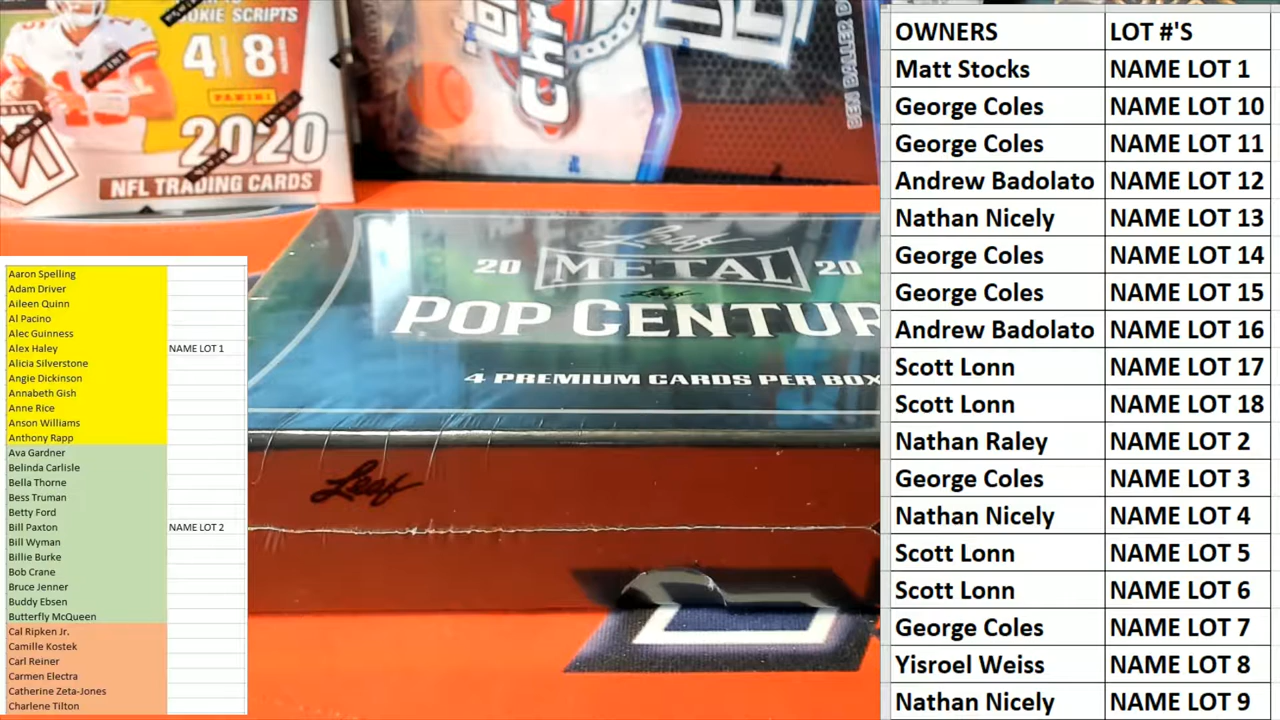 OOKIE SCRIPTS
4 8
PANINI
PANINI
2020
NFL TRADING CARDS
Chr
BEN BALLER D
Leaf
20 METAL 20
Leaf
POP CENTUR
4 PREMIUM CARDS PER BOX
Leaf
Aaron Spelling
Adam Driver
Aileen Quinn
Al Pacino
Alec Guinness
Alex Haley NAME LOT 1
Alicia Silverstone
Angie Dickinson
Annabeth Gish
Anne Rice
Anson Williams
Anthony Rapp
Ava Gardner
Belinda Carlisle
Bella Thorne
Bess Truman
Betty Ford
Bill Paxton NAME LOT 2
Bill Wyman
Billie Burke
Bob Crane
Bruce Jenner
Buddy Ebsen
Butterfly McQueen
Cal Ripken Jr.
Camille Kostek
Carl Reiner
Carmen Electra
Catherine Zeta-Jones
Charlene Tilton
OWNERS LOT #'S
Matt Stocks NAME LOT 1
George Coles NAME LOT 10
George Coles NAME LOT 11
Andrew Badolato NAME LOT 12
Nathan Nicely NAME LOT 13
George Coles NAME LOT 14
George Coles NAME LOT 15
Andrew Badolato NAME LOT 16
Scott Lonn NAME LOT 17
Scott Lonn NAME LOT 18
Nathan Raley NAME LOT 2
George Coles NAME LOT 3
Nathan Nicely NAME LOT 4
Scott Lonn NAME LOT 5
Scott Lonn NAME LOT 6
George Coles NAME LOT 7
Yisroel Weiss NAME LOT 8
Nathan Nicely NAME LOT 9